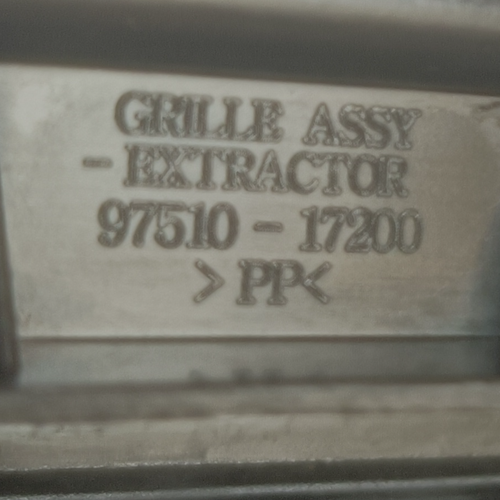 GRILLE ASSY
- EXTRACTOR
97510 - 17200
> PP <